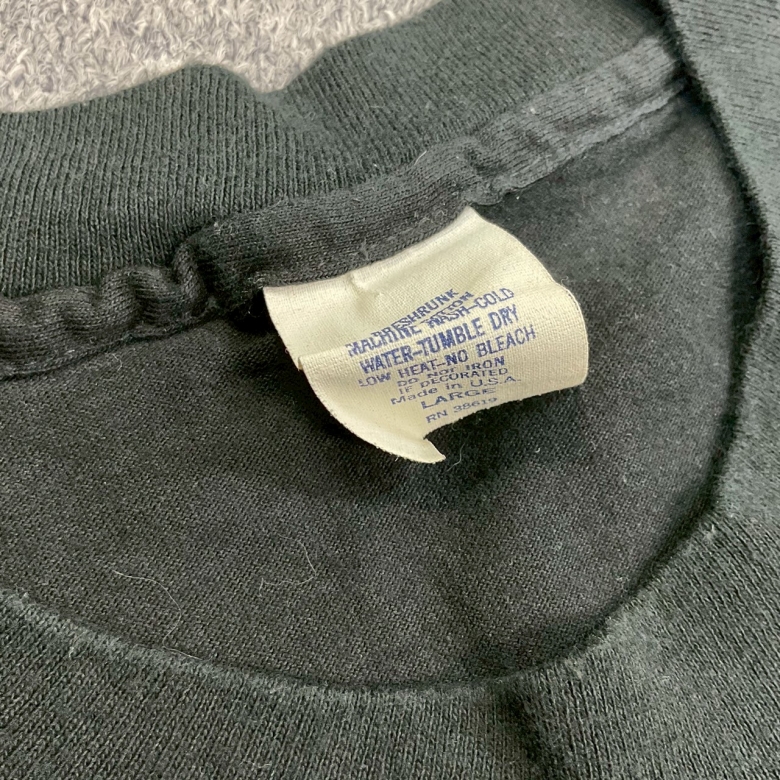 PRESHRUNK
MACHINE WASH-COLD
WATER-TUMBLE DRY
LOW HEAT-NO BLEACH
DO NOT IRON
IF DECORATED
Made in U.S.A.
LARGE
RN 38619